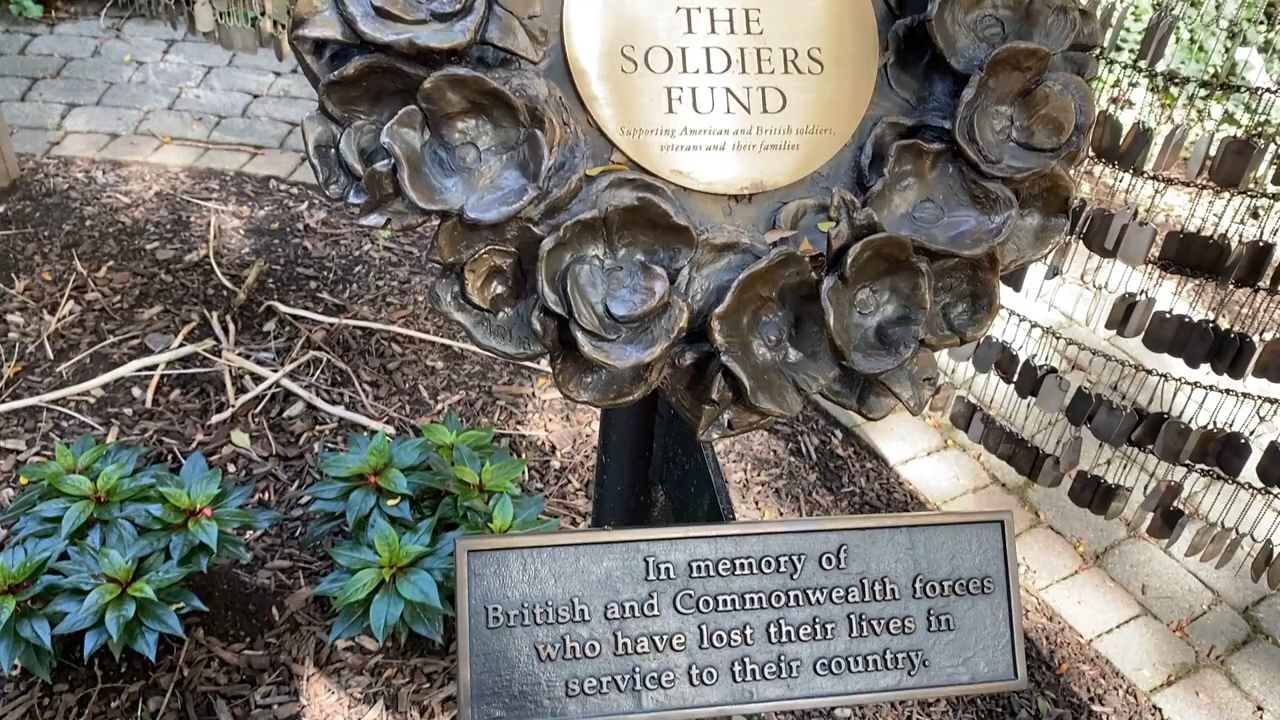 THE
SOLDIERS
FUND
Supporting American and British soldiers,
veterans and their families
In memory of
British and Commonwealth forces
who have lost their lives in
service to their country.